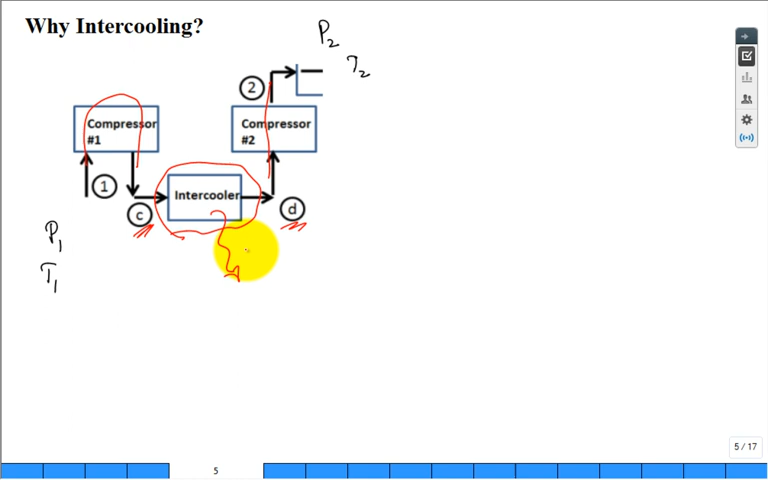 Why Intercooling?
P2
T2
2
Compressor
#1
Compressor
#2
1
Intercooler
c
d
P1
T1
5 / 17
5